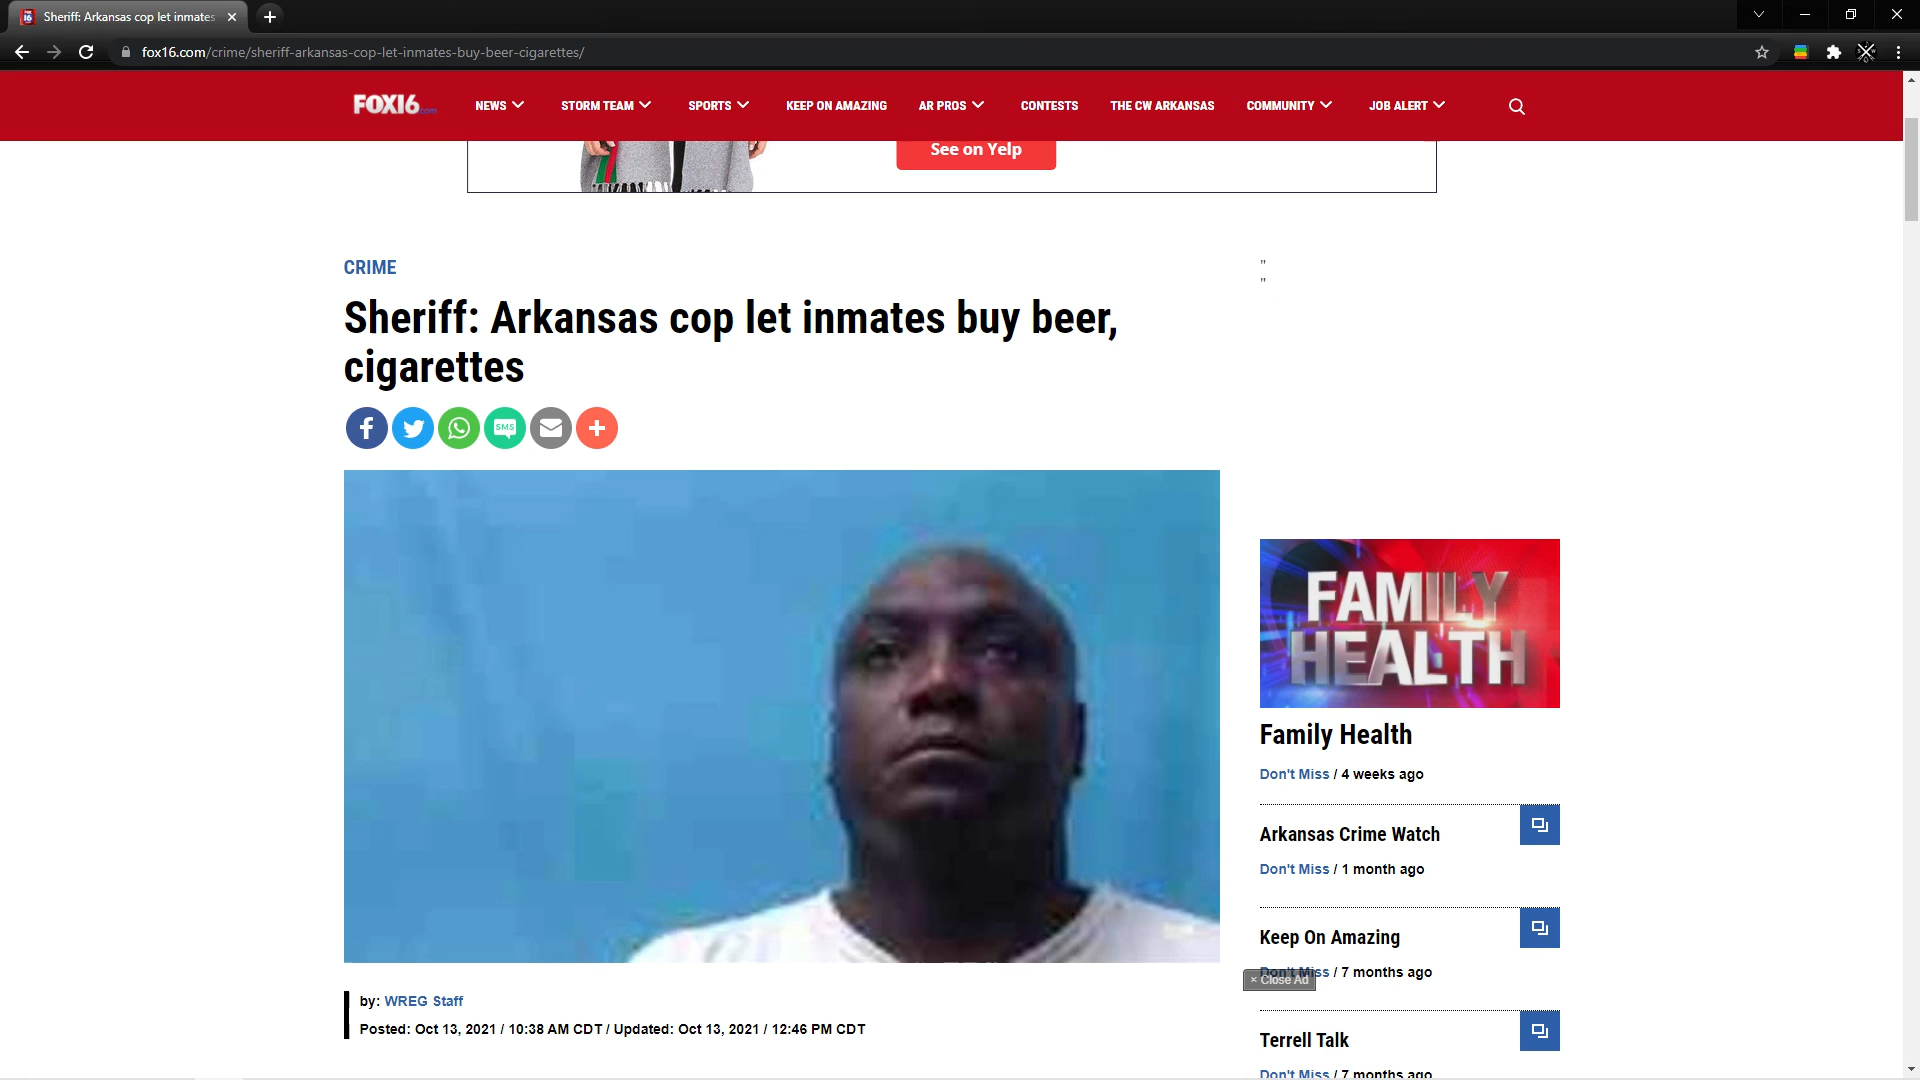 Sheriff: Arkansas cop let inmates
fox16.com/crime/sheriff-arkansas-cop-let-inmates-buy-beer-cigarettes/
FOX16.com
NEWS STORM TEAM SPORTS KEEP ON AMAZING AR PROS CONTESTS THE CW ARKANSAS COMMUNITY JOB ALERT
See on Yelp
CRIME
"
"
Sheriff: Arkansas cop let inmates buy beer,
cigarettes
SMS
FAMILY
HEALTH
Family Health
Don't Miss / 4 weeks ago
Arkansas Crime Watch
Don't Miss / 1 month ago
Keep On Amazing
Don't Miss / 7 months ago
× Close Ad
Terrell Talk
Don't Miss / 7 months ago
by: WREG Staff
Posted: Oct 13, 2021 / 10:38 AM CDT / Updated: Oct 13, 2021 / 12:46 PM CDT